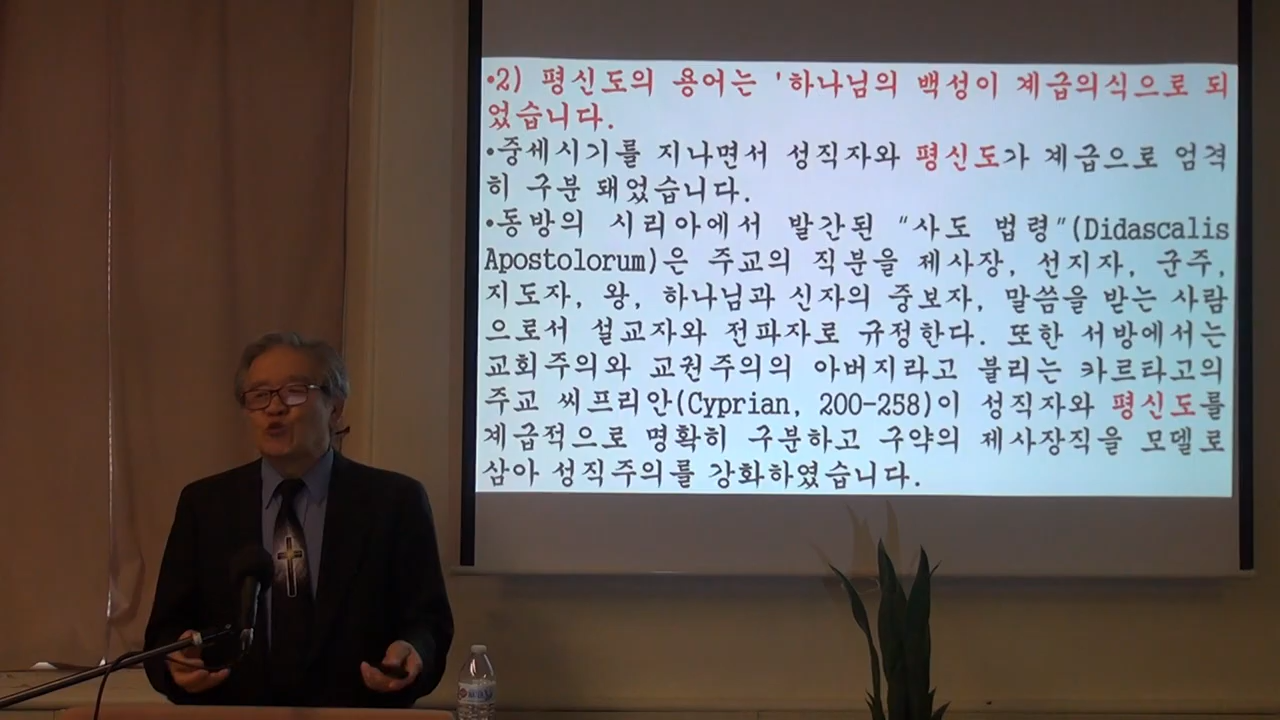 •2) 평신도의 용어는 '하나님의 백성이 계급의식으로 되
었습니다.
•중세시기를 지나면서 성직자와 평신도가 계급으로 엄격
히 구분 돼었습니다.
•동방의 시리아에서 발간된 "사도 법령"(Didascalis
Apostolorum)은 주교의 직분을 제사장, 선지자, 군주,
지도자, 왕, 하나님과 신자의 중보자, 말씀을 받는 사람
으로서 설교자와 전파자로 규정한다. 또한 서방에서는
교회주의와 교권주의의 아버지라고 불리는 카르타고의
주교 씨프리안(Cyprian, 200-258)이 성직자와 평신도를
계급적으로 명확히 구분하고 구약의 제사장직을 모델로
삼아 성직주의를 강화하였습니다.